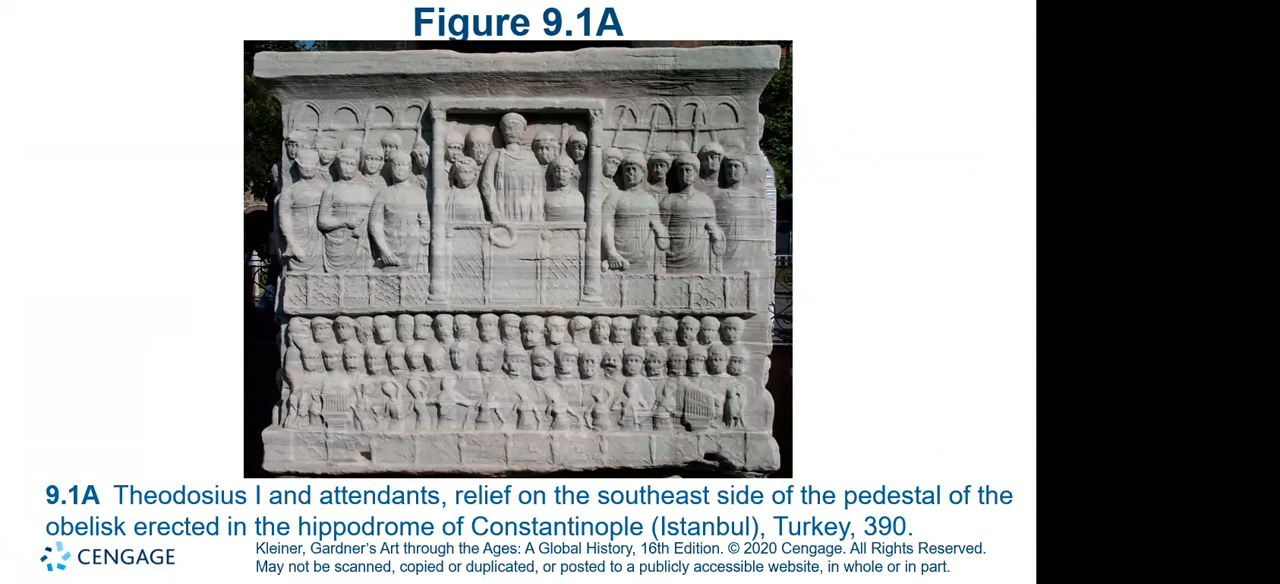 Figure 9.1A
9.1A Theodosius I and attendants, relief on the southeast side of the pedestal of the
obelisk erected in the hippodrome of Constantinople (Istanbul), Turkey, 390.
CENGAGE
Kleiner, Gardner's Art through the Ages: A Global History, 16th Edition. © 2020 Cengage. All Rights Reserved.
May not be scanned, copied or duplicated, or posted to a publicly accessible website, in whole or in part.